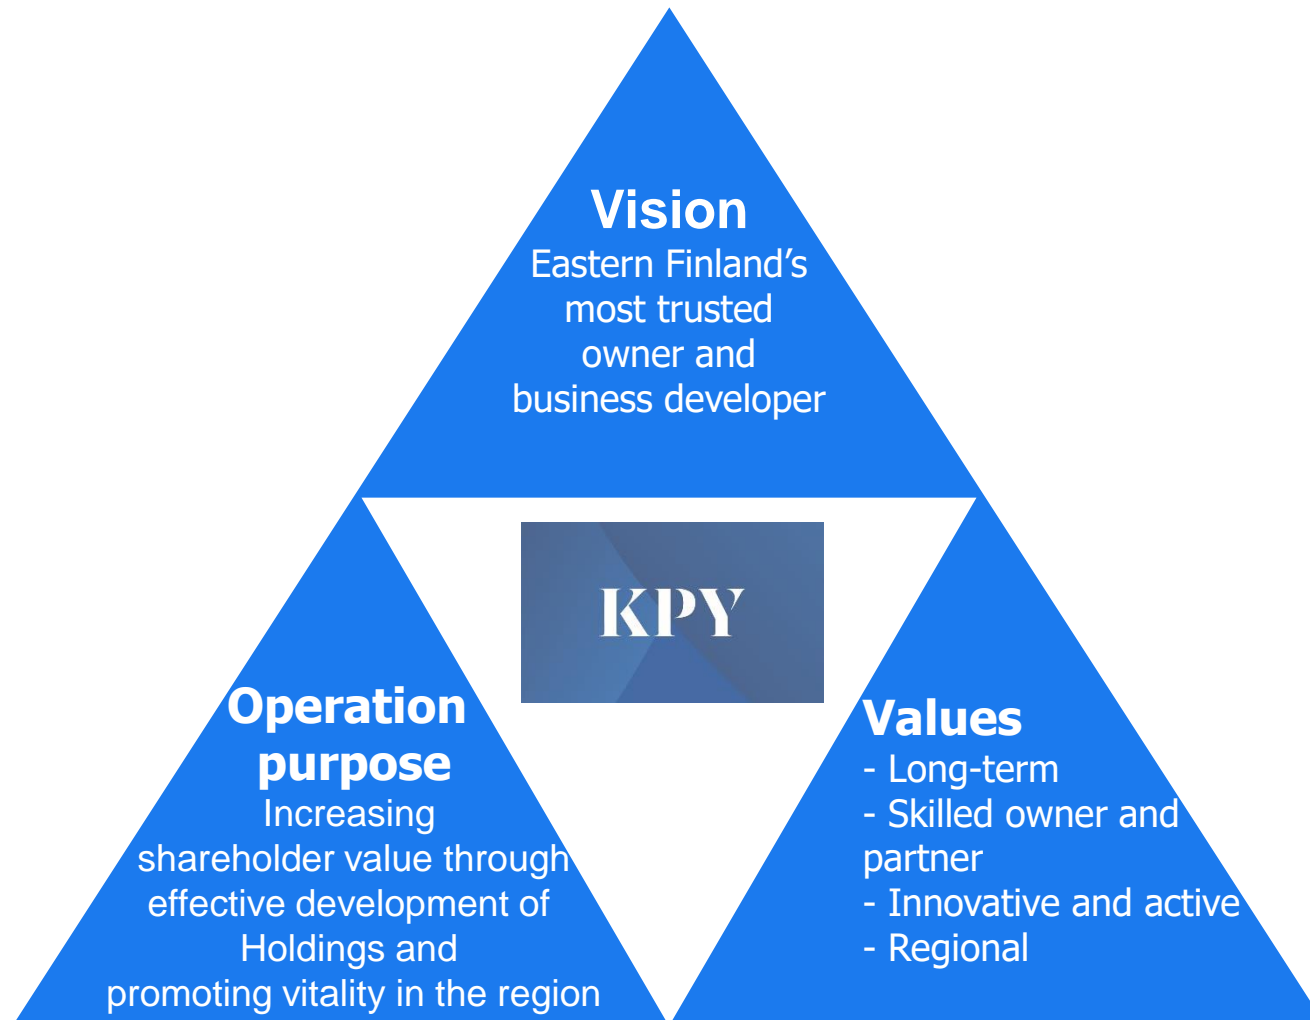 Vision
Eastern Finland’s
most trusted
owner and
business developer
KPY
Operation
purpose
Increasing
shareholder value through
effective development of
Holdings and
promoting vitality in the region
Values
- Long-term
- Skilled owner and
partner
- Innovative and active
- Regional